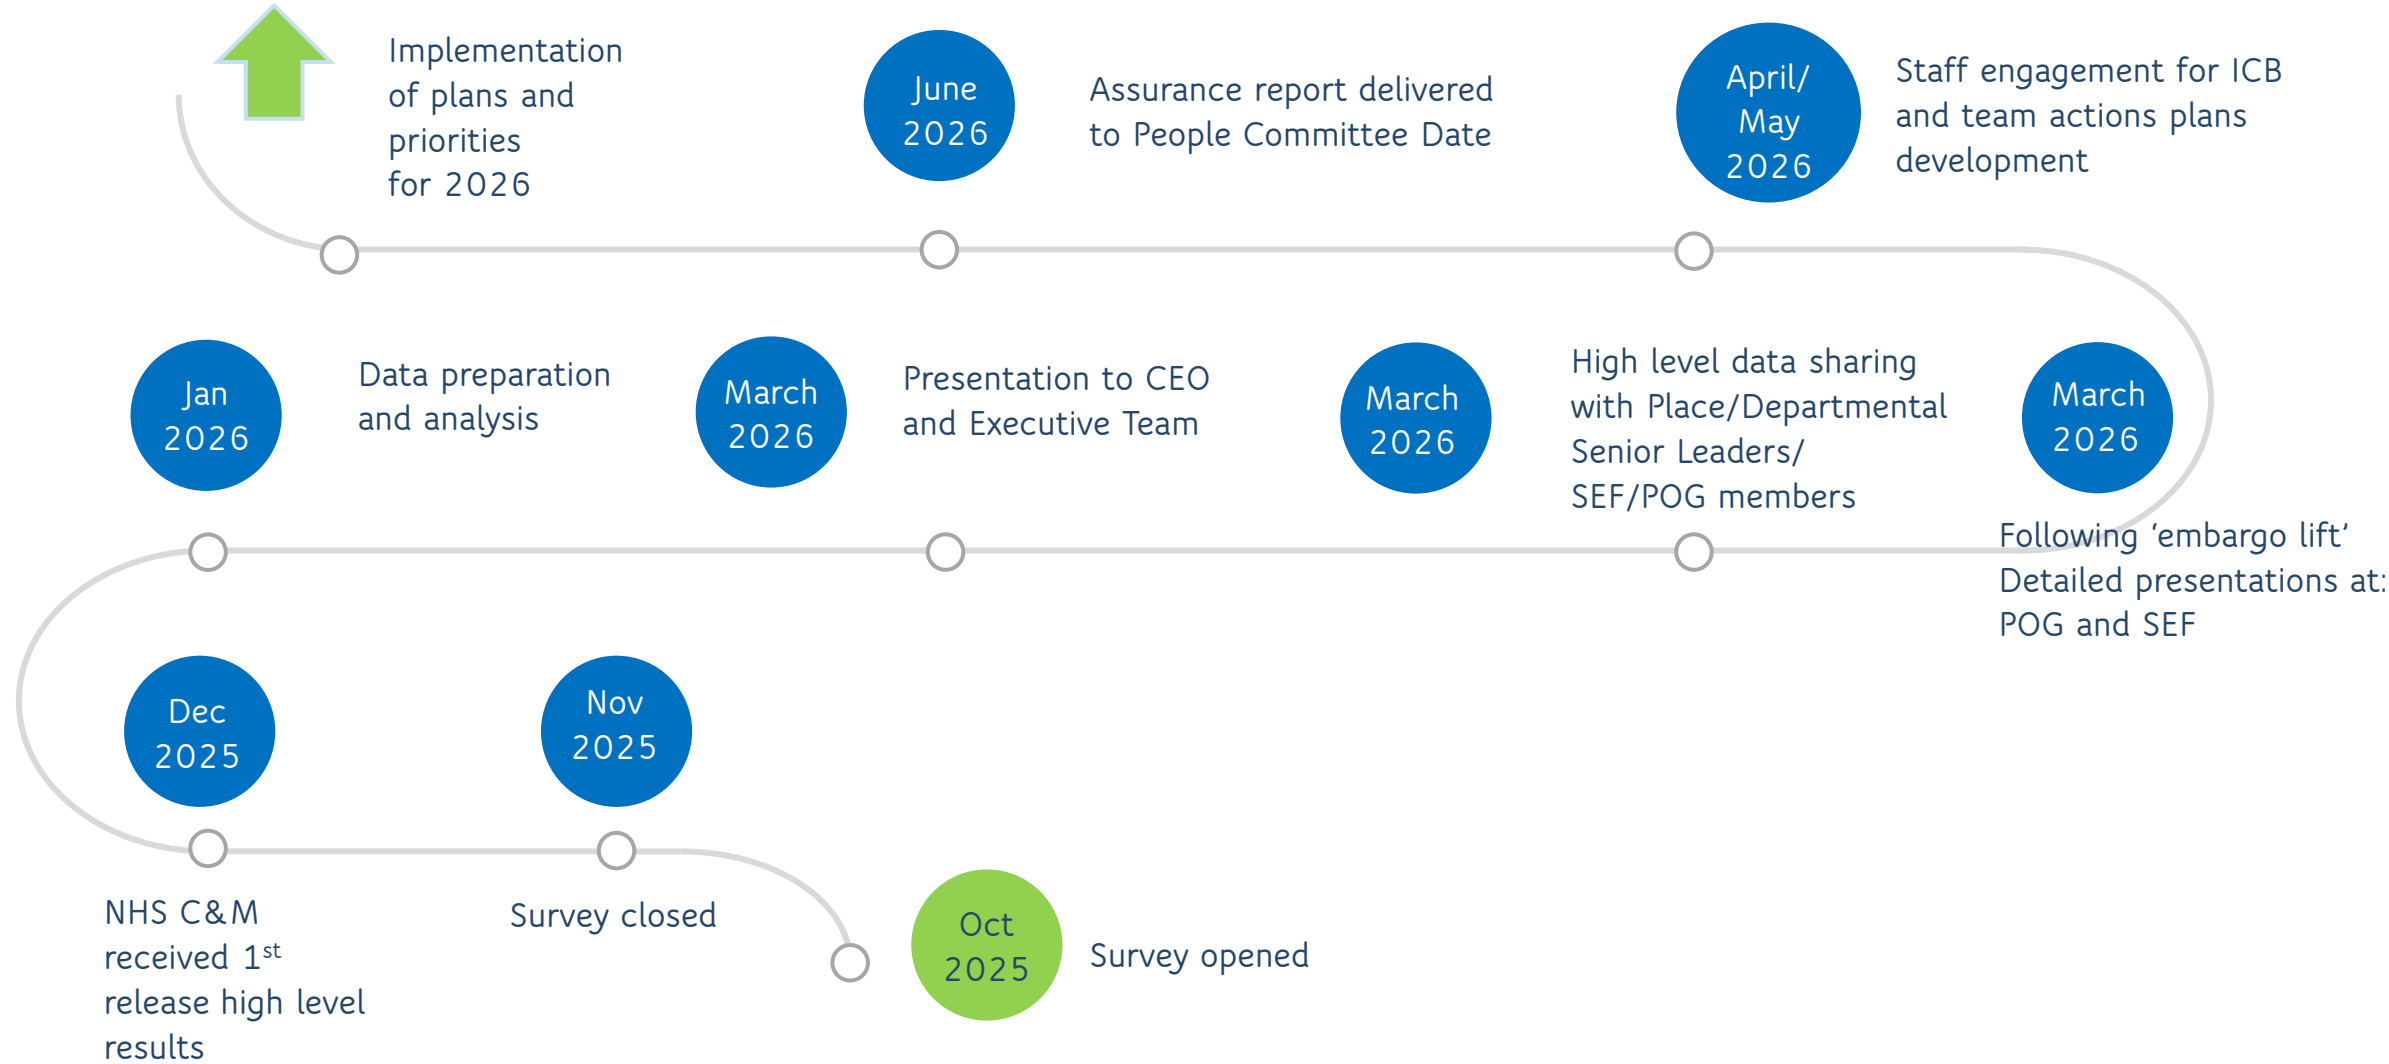 Implementation
of plans and
priorities
for 2026
June
2026
Assurance report delivered
to People Committee Date
April/
May
2026
Staff engagement for ICB
and team actions plans
development
Jan
2026
Data preparation
and analysis
March
2026
Presentation to CEO
and Executive Team
March
2026
High level data sharing
with Place/Departmental
Senior Leaders/
SEF/POG members
March
2026
Following ‘embargo lift’
Detailed presentations at:
POG and SEF
Dec
2025
NHS C&M
received 1st
release high level
results
Nov
2025
Survey closed
Oct
2025
Survey opened